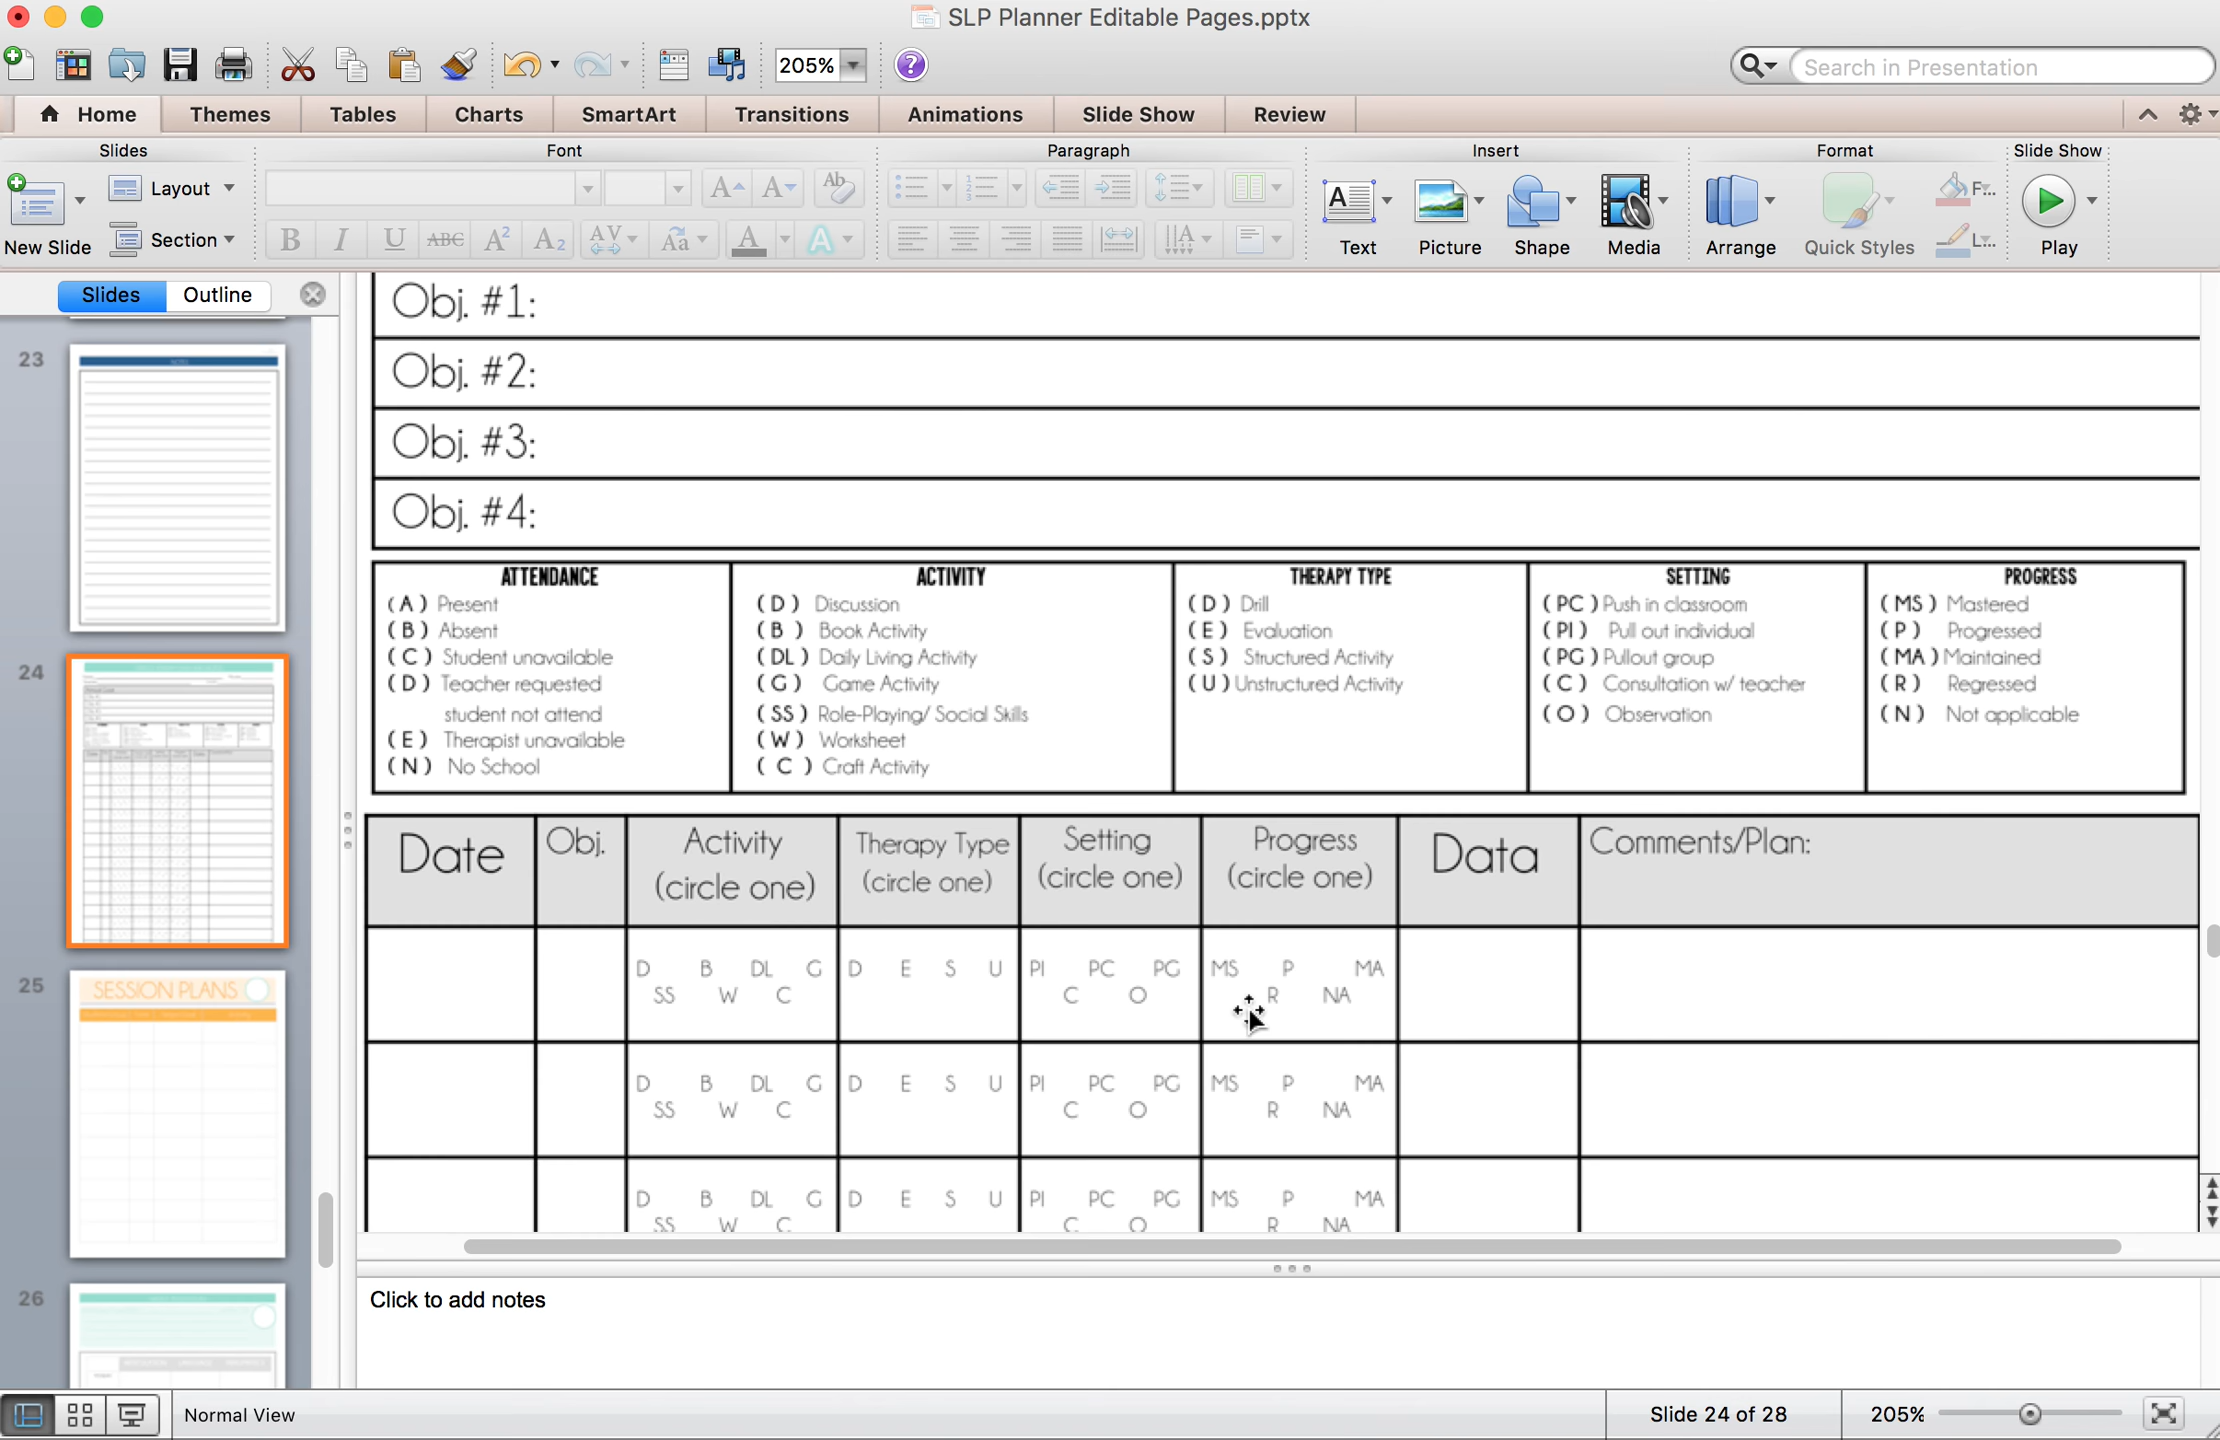 SLP Planner Editable Pages.pptx
205%
Search in Presentation
Home Themes Tables Charts SmartArt Transitions Animations Slide Show Review
Slides Font Paragraph Insert Format Slide Show
Layout
Section
New Slide
B I U ABC A² A₂ AV Aa A A
Text Picture Shape Media Arrange Quick Styles Play
F...
L...
Slides Outline
23
24
25
26
SESSION PLANS
Obj. #1:
Obj. #2:
Obj. #3:
Obj. #4:
ATTENDANCE
(A) Present
(B) Absent
(C) Student unavailable
(D) Teacher requested
student not attend
(E) Therapist unavailable
(N) No School
ACTIVITY
(D) Discussion
(B ) Book Activity
(DL) Daily Living Activity
(G) Game Activity
(SS) Role-Playing/ Social Skills
(W) Worksheet
( C ) Craft Activity
THERAPY TYPE
(D) Drill
(E) Evaluation
(S) Structured Activity
(U) Unstructured Activity
SETTING
(PC )Push in classroom
(PI) Pull out individual
(PG )Pullout group
(C) Consultation w/ teacher
(O) Observation
PROGRESS
(MS) Mastered
(P) Progressed
(MA )Maintained
(R) Regressed
(N) Not applicable
Date Obj. Activity (circle one) Therapy Type (circle one) Setting (circle one) Progress (circle one) Data Comments/Plan:
D B DL G D E S U PI PC PG MS P MA
SS W C C O R NA
D B DL G D E S U PI PC PG MS P MA
SS W C C O R NA
D B DL G D E S U PI PC PG MS P MA
SS W C C O R NA
Click to add notes
Normal View
Slide 24 of 28
205%